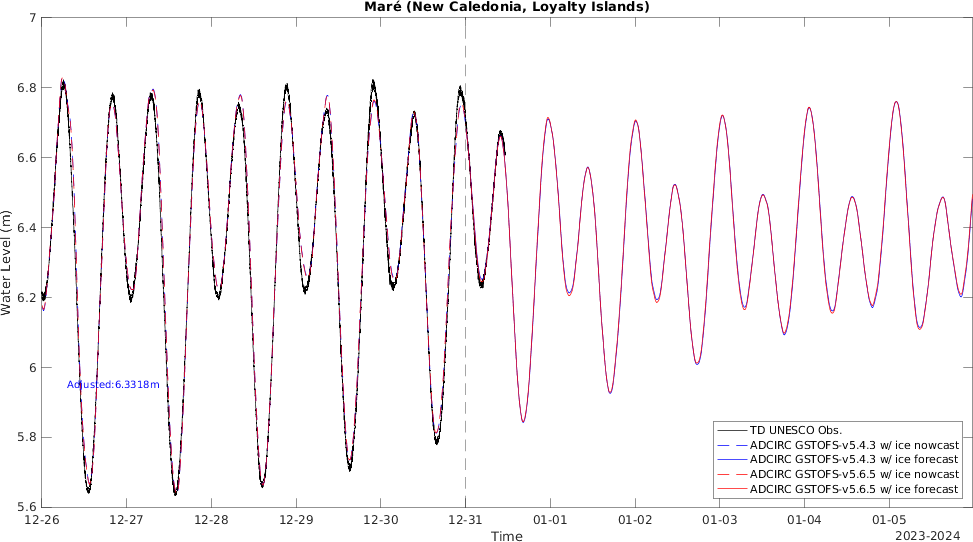 Maré (New Caledonia, Loyalty Islands)
7
6.8
6.6
6.4
6.2
6
5.8
5.6
Water Level (m)
Adjusted:6.3318m
TD UNESCO Obs.
ADCIRC GSTOFS-v5.4.3 w/ ice nowcast
ADCIRC GSTOFS-v5.4.3 w/ ice forecast
ADCIRC GSTOFS-v5.6.5 w/ ice nowcast
ADCIRC GSTOFS-v5.6.5 w/ ice forecast
12-26 12-27 12-28 12-29 12-30 12-31 01-01 01-02 01-03 01-04 01-05
Time
2023-2024